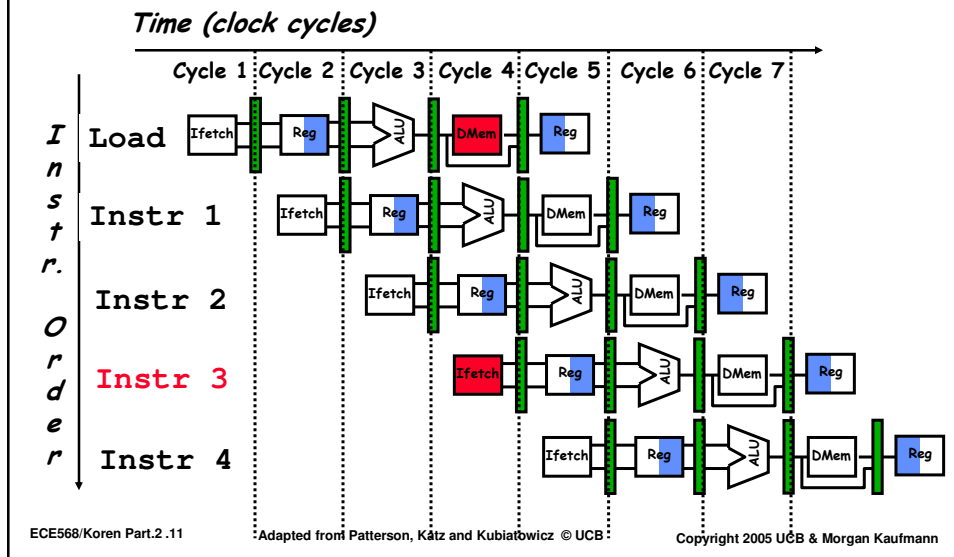 Time (clock cycles)
Cycle 1 Cycle 2 Cycle 3 Cycle 4 Cycle 5 Cycle 6 Cycle 7
Instr. Order
Load Ifetch Reg ALU DMem Reg
Instr 1 Ifetch Reg ALU DMem Reg
Instr 2 Ifetch Reg ALU DMem Reg
Instr 3 Ifetch Reg ALU DMem Reg
Instr 4 Ifetch Reg ALU DMem Reg
ECE568/Koren Part.2 .11 Adapted from Patterson, Katz and Kubiatowicz © UCB Copyright 2005 UCB & Morgan Kaufmann